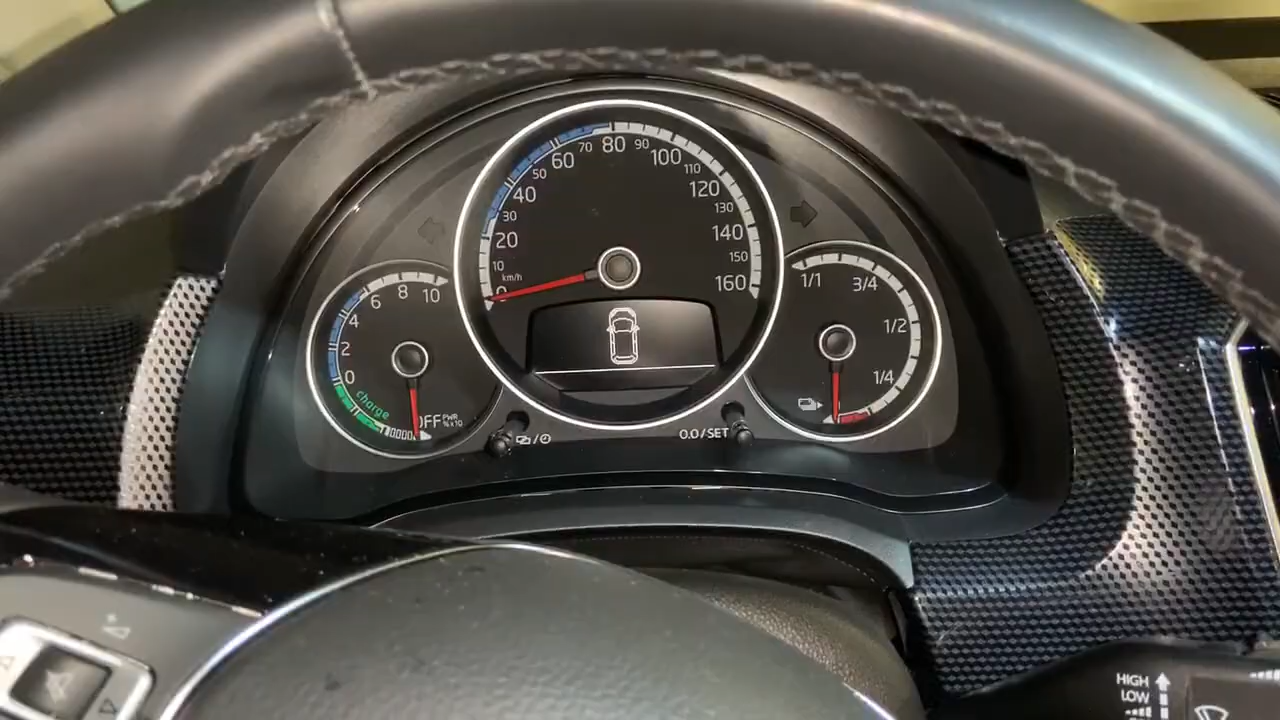 80
70 90
60 100
50 110
40 120
30 130
20 140
10 150
km/h
0 160
6 8 10
4
2
0
charge
OFF PWR % x 10
1/1 3/4
1/2
1/4
0.0/SET
HIGH
LOW